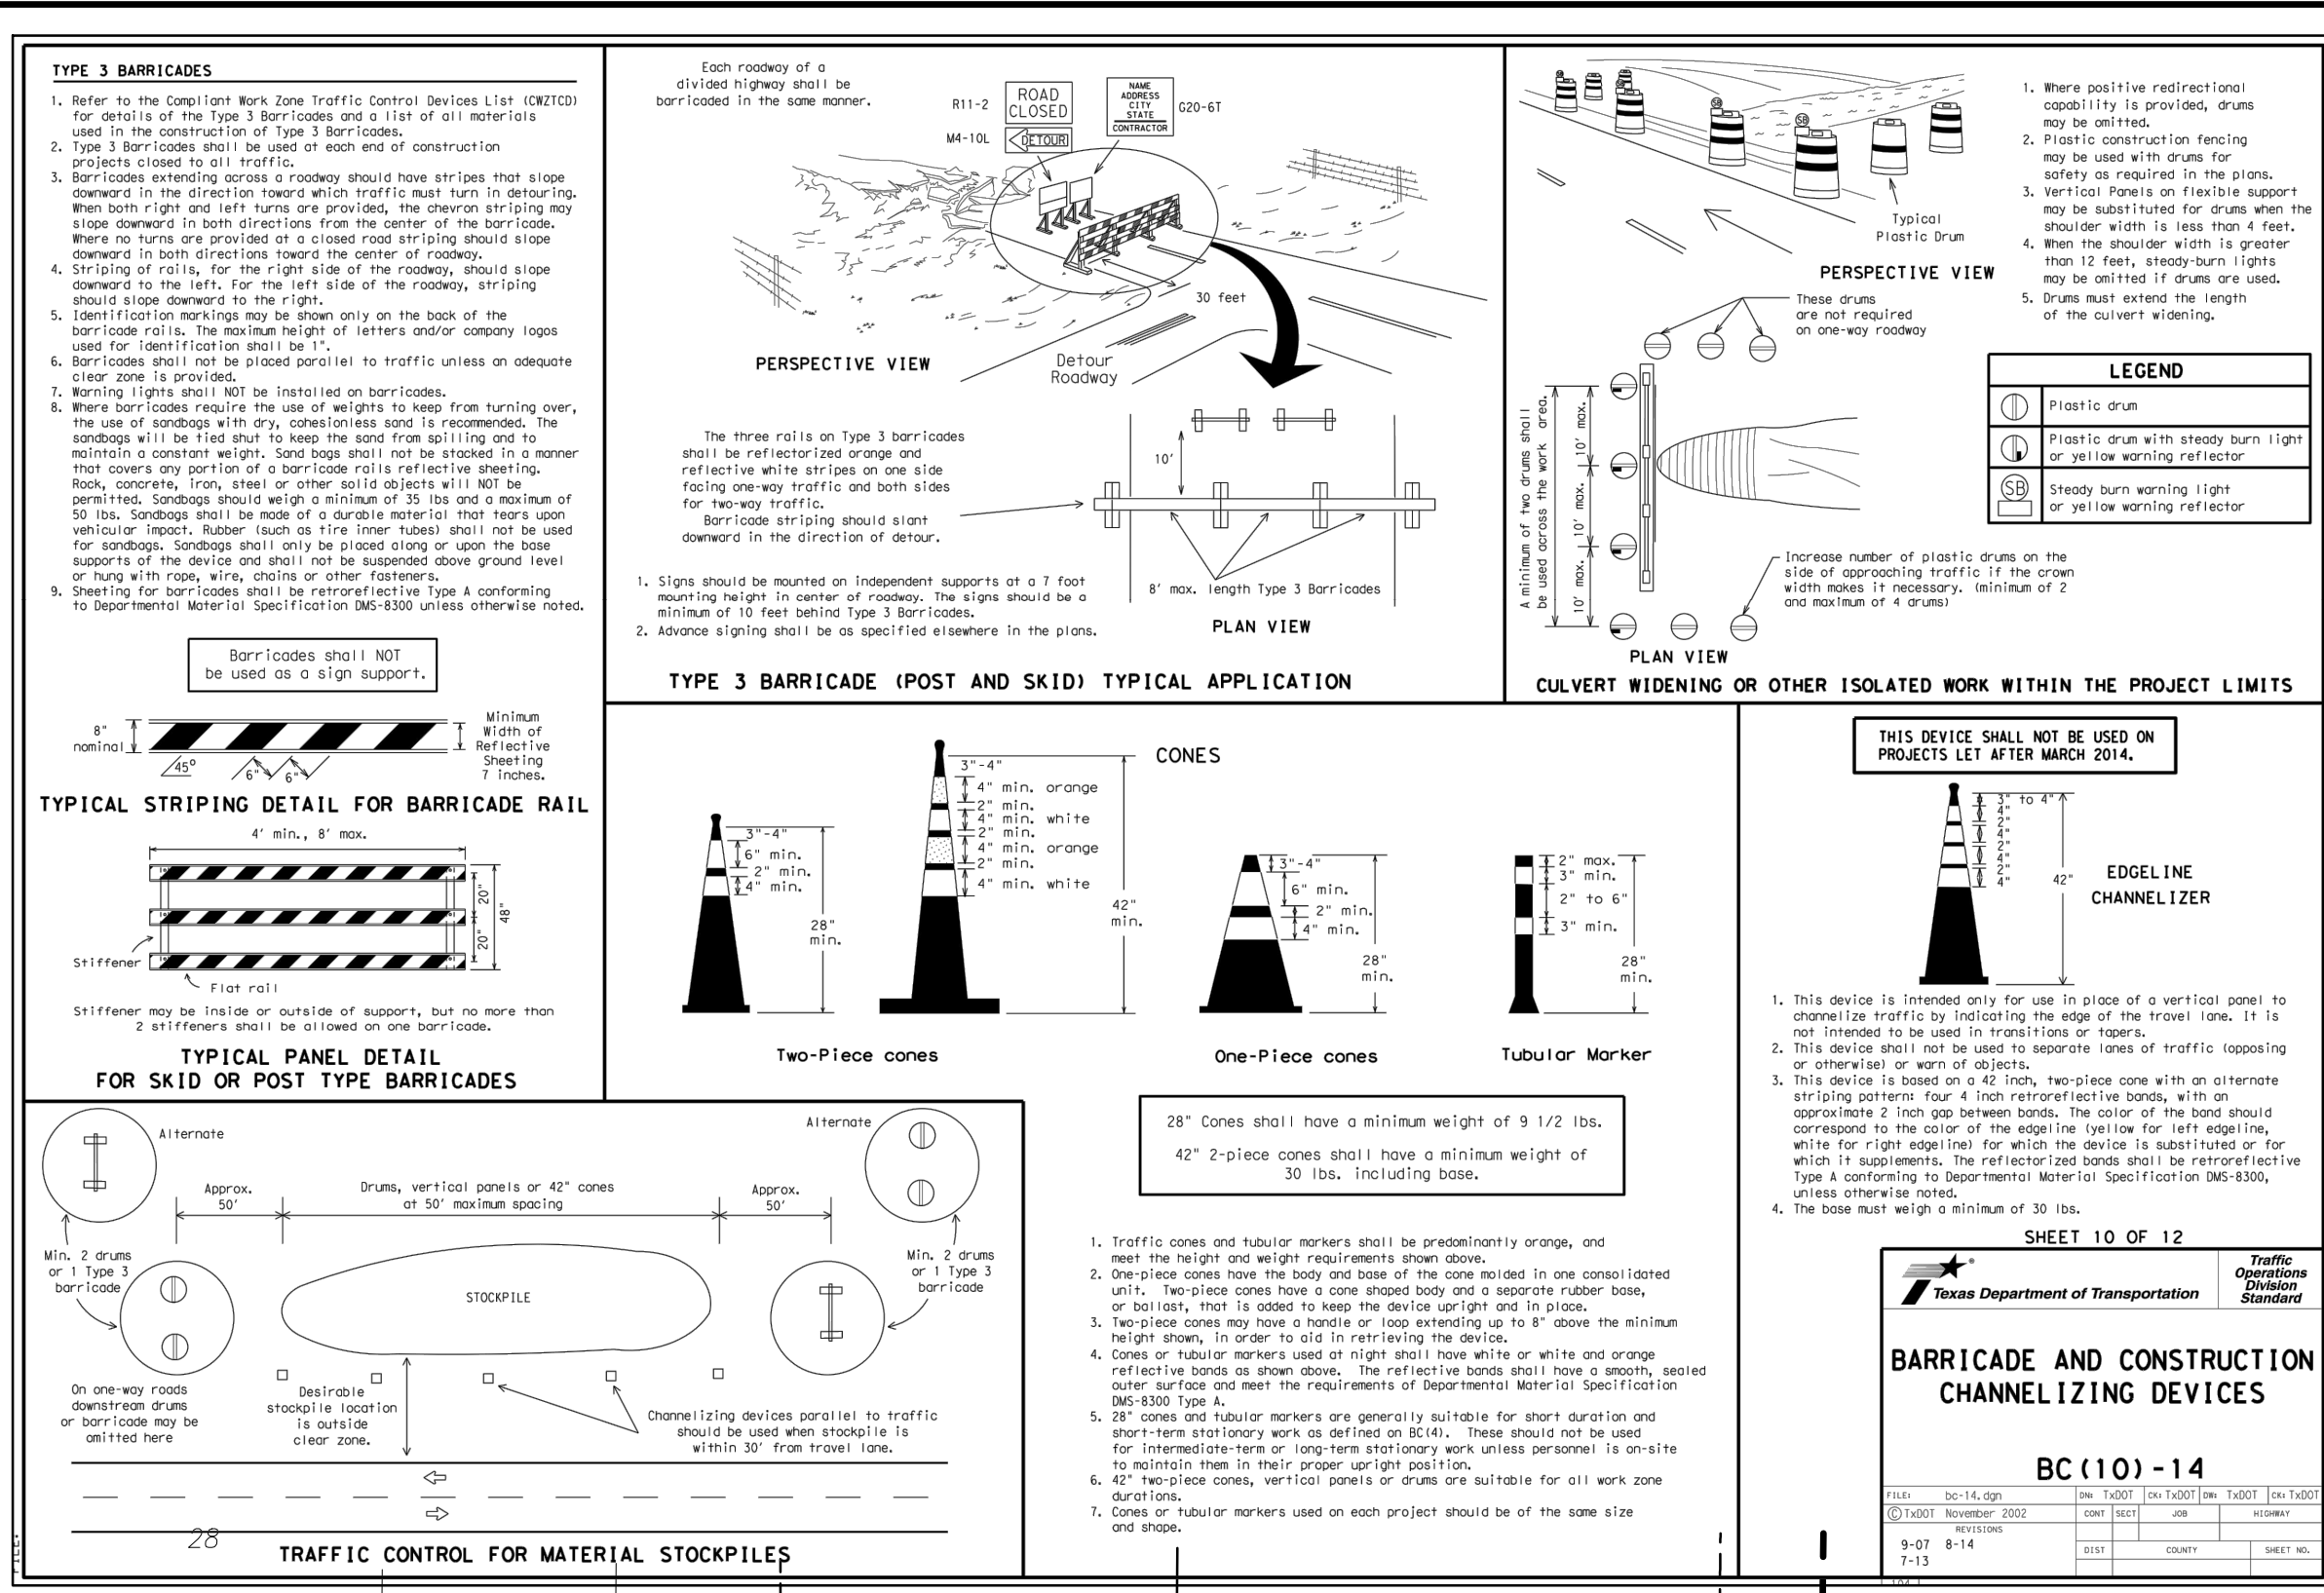 TYPE 3 BARRICADES
1. Refer to the Compliant Work Zone Traffic Control Devices List (CWZTCD)
for details of the Type 3 Barricades and a list of all materials
used in the construction of Type 3 Barricades.
2. Type 3 Barricades shall be used at each end of construction
projects closed to all traffic.
3. Barricades extending across a roadway should have stripes that slope
downward in the direction toward which traffic must turn in detouring.
When both right and left turns are provided, the chevron striping may
slope downward in both directions from the center of the barricade.
Where no turns are provided at a closed road striping should slope
downward in both directions toward the center of roadway.
4. Striping of rails, for the right side of the roadway, should slope
downward to the left. For the left side of the roadway, striping
should slope downward to the right.
5. Identification markings may be shown only on the back of the
barricade rails. The maximum height of letters and/or company logos
used for identification shall be 1".
6. Barricades shall not be placed parallel to traffic unless an adequate
clear zone is provided.
7. Warning lights shall NOT be installed on barricades.
8. Where barricades require the use of weights to keep from turning over,
the use of sandbags with dry, cohesionless sand is recommended. The
sandbags will be tied shut to keep the sand from spilling and to
maintain a constant weight. Sand bags shall not be stacked in a manner
that covers any portion of a barricade rails reflective sheeting.
Rock, concrete, iron, steel or other solid objects will NOT be
permitted. Sandbags should weigh a minimum of 35 lbs and a maximum of
50 lbs. Sandbags shall be made of a durable material that tears upon
vehicular impact. Rubber (such as tire inner tubes) shall not be used
for sandbags. Sandbags shall only be placed along or upon the base
supports of the device and shall not be suspended above ground level
or hung with rope, wire, chains or other fasteners.
9. Sheeting for barricades shall be retroreflective Type A conforming
to Departmental Material Specification DMS-8300 unless otherwise noted.
Barricades shall NOT
be used as a sign support.
8"
nominal
45°
6"
6"
Minimum
Width of
Reflective
Sheeting
7 inches.
TYPICAL STRIPING DETAIL FOR BARRICADE RAIL
4' min., 8' max.
20"
20"
48"
Stiffener
Flat rail
Stiffener may be inside or outside of support, but no more than
2 stiffeners shall be allowed on one barricade.
TYPICAL PANEL DETAIL
FOR SKID OR POST TYPE BARRICADES
Each roadway of a
divided highway shall be
barricaded in the same manner.
R11-2
ROAD
CLOSED
M4-10L
DETOUR
NAME
ADDRESS
CITY
STATE
CONTRACTOR
G20-6T
30 feet
PERSPECTIVE VIEW
Detour
Roadway
The three rails on Type 3 barricades
shall be reflectorized orange and
reflective white stripes on one side
facing one-way traffic and both sides
for two-way traffic.
Barricade striping should slant
downward in the direction of detour.
10'
8' max. length Type 3 Barricades
PLAN VIEW
1. Signs should be mounted on independent supports at a 7 foot
mounting height in center of roadway. The signs should be a
minimum of 10 feet behind Type 3 Barricades.
2. Advance signing shall be as specified elsewhere in the plans.
TYPE 3 BARRICADE (POST AND SKID) TYPICAL APPLICATION
SB
SB
SB
SB
Typical
Plastic Drum
PERSPECTIVE VIEW
1. Where positive redirectional
capability is provided, drums
may be omitted.
2. Plastic construction fencing
may be used with drums for
safety as required in the plans.
3. Vertical Panels on flexible support
may be substituted for drums when the
shoulder width is less than 4 feet.
4. When the shoulder width is greater
than 12 feet, steady-burn lights
may be omitted if drums are used.
5. Drums must extend the length
of the culvert widening.
These drums
are not required
on one-way roadway
A minimum of two drums shall
be used across the work area.
10' max.
10' max.
10' max.
LEGEND
Plastic drum
Plastic drum with steady burn light
or yellow warning reflector
SB
Steady burn warning light
or yellow warning reflector
Increase number of plastic drums on the
side of approaching traffic if the crown
width makes it necessary. (minimum of 2
and maximum of 4 drums)
PLAN VIEW
CULVERT WIDENING OR OTHER ISOLATED WORK WITHIN THE PROJECT LIMITS
CONES
3"-4"
6" min.
2" min.
4" min.
28"
min.
3"-4"
4" min. orange
2" min.
4" min. white
2" min.
4" min. orange
2" min.
4" min. white
42"
min.
Two-Piece cones
3"-4"
6" min.
2" min.
4" min.
28"
min.
One-Piece cones
2" max.
3" min.
2" to 6"
3" min.
28"
min.
Tubular Marker
28" Cones shall have a minimum weight of 9 1/2 lbs.
42" 2-piece cones shall have a minimum weight of
30 lbs. including base.
1. Traffic cones and tubular markers shall be predominantly orange, and
meet the height and weight requirements shown above.
2. One-piece cones have the body and base of the cone molded in one consolidated
unit. Two-piece cones have a cone shaped body and a separate rubber base,
or ballast, that is added to keep the device upright and in place.
3. Two-piece cones may have a handle or loop extending up to 8" above the minimum
height shown, in order to aid in retrieving the device.
4. Cones or tubular markers used at night shall have white or white and orange
reflective bands as shown above. The reflective bands shall have a smooth, sealed
outer surface and meet the requirements of Departmental Material Specification
DMS-8300 Type A.
5. 28" cones and tubular markers are generally suitable for short duration and
short-term stationary work as defined on BC(4). These should not be used
for intermediate-term or long-term stationary work unless personnel is on-site
to maintain them in their proper upright position.
6. 42" two-piece cones, vertical panels or drums are suitable for all work zone
durations.
7. Cones or tubular markers used on each project should be of the same size
and shape.
THIS DEVICE SHALL NOT BE USED ON
PROJECTS LET AFTER MARCH 2014.
3" to 4"
4"
2"
4"
2"
4"
2"
4"
42"
EDGELINE
CHANNELIZER
1. This device is intended only for use in place of a vertical panel to
channelize traffic by indicating the edge of the travel lane. It is
not intended to be used in transitions or tapers.
2. This device shall not be used to separate lanes of traffic (opposing
or otherwise) or warn of objects.
3. This device is based on a 42 inch, two-piece cone with an alternate
striping pattern: four 4 inch retroreflective bands, with an
approximate 2 inch gap between bands. The color of the band should
correspond to the color of the edgeline (yellow for left edgeline,
white for right edgeline) for which the device is substituted or for
which it supplements. The reflectorized bands shall be retroreflective
Type A conforming to Departmental Material Specification DMS-8300,
unless otherwise noted.
4. The base must weigh a minimum of 30 lbs.
Alternate
Alternate
Approx.
50'
Drums, vertical panels or 42" cones
at 50' maximum spacing
Approx.
50'
Min. 2 drums
or 1 Type 3
barricade
STOCKPILE
Min. 2 drums
or 1 Type 3
barricade
On one-way roads
downstream drums
or barricade may be
omitted here
Desirable
stockpile location
is outside
clear zone.
Channelizing devices parallel to traffic
should be used when stockpile is
within 30' from travel lane.
28
TRAFFIC CONTROL FOR MATERIAL STOCKPILES
FILE:
SHEET 10 OF 12
Texas Department of Transportation
®
Traffic
Operations
Division
Standard
BARRICADE AND CONSTRUCTION
CHANNELIZING DEVICES
BC(10)-14
FILE: bc-14.dgn DN: TxDOT CK: TxDOT DW: TxDOT CK: TxDOT
© TxDOT November 2002 CONT SECT JOB HIGHWAY
REVISIONS
9-07 8-14
7-13
DIST COUNTY SHEET NO.
104